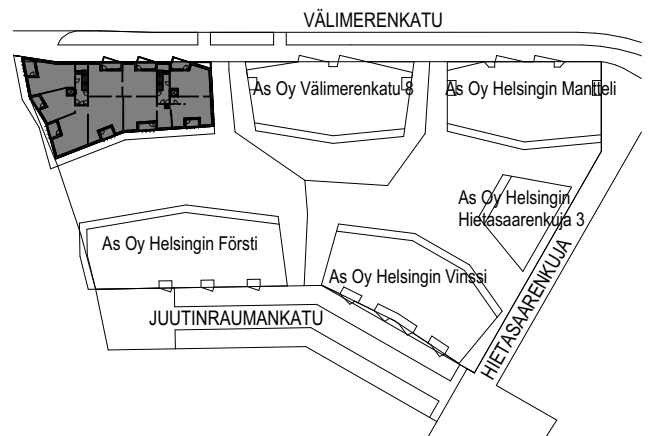 VÄLIMERENKATU
As Oy Välimerenkatu 8
As Oy Helsingin Mantteli
As Oy Helsingin
Hietasaarenkuja 3
As Oy Helsingin Försti
As Oy Helsingin Vinssi
JUUTINRAUMANKATU
HIETASAARENKUJA